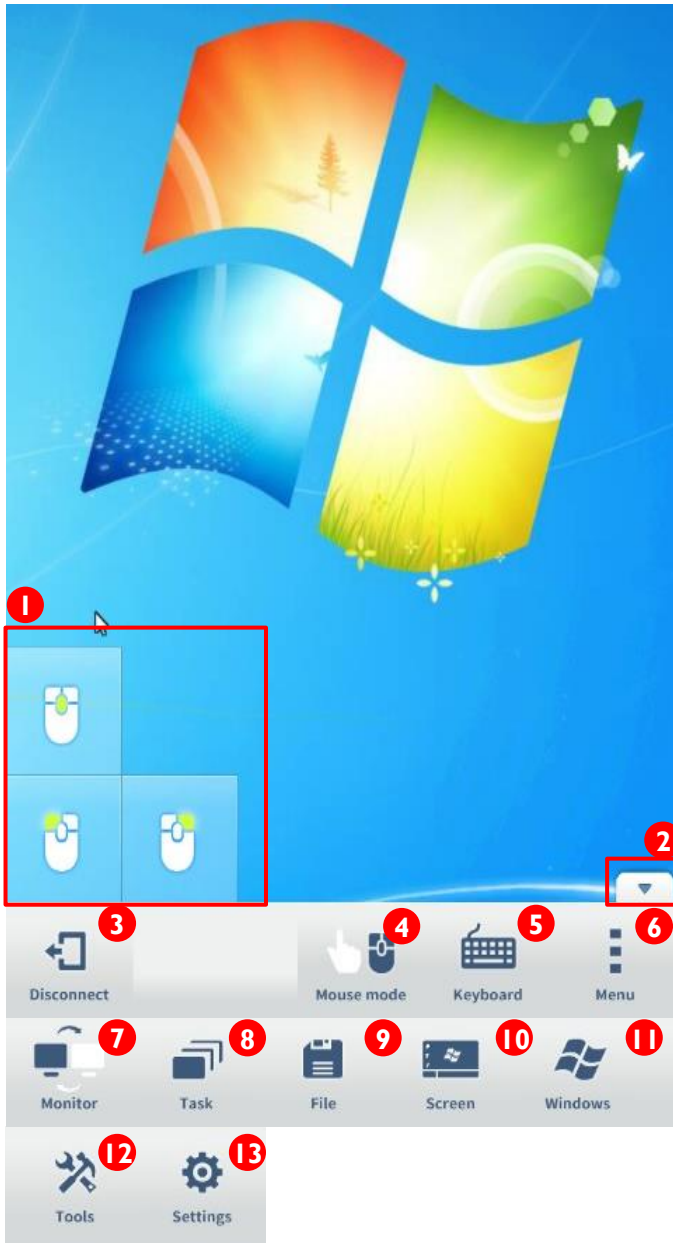 1
2
3 4 5 6
Disconnect Mouse mode Keyboard Menu
7 8 9 10 11
Monitor Task File Screen Windows
12 13
Tools Settings